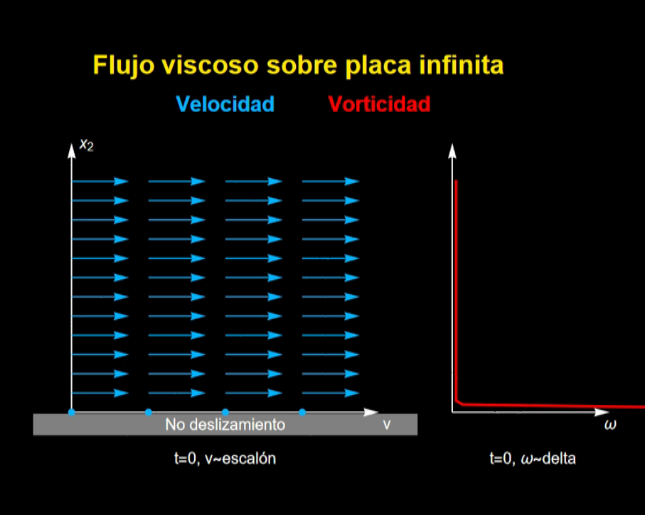 Flujo viscoso sobre placa infinita
Velocidad Vorticidad
x₂
No deslizamiento v
ω
t=0, v~escalón
t=0, ω~delta